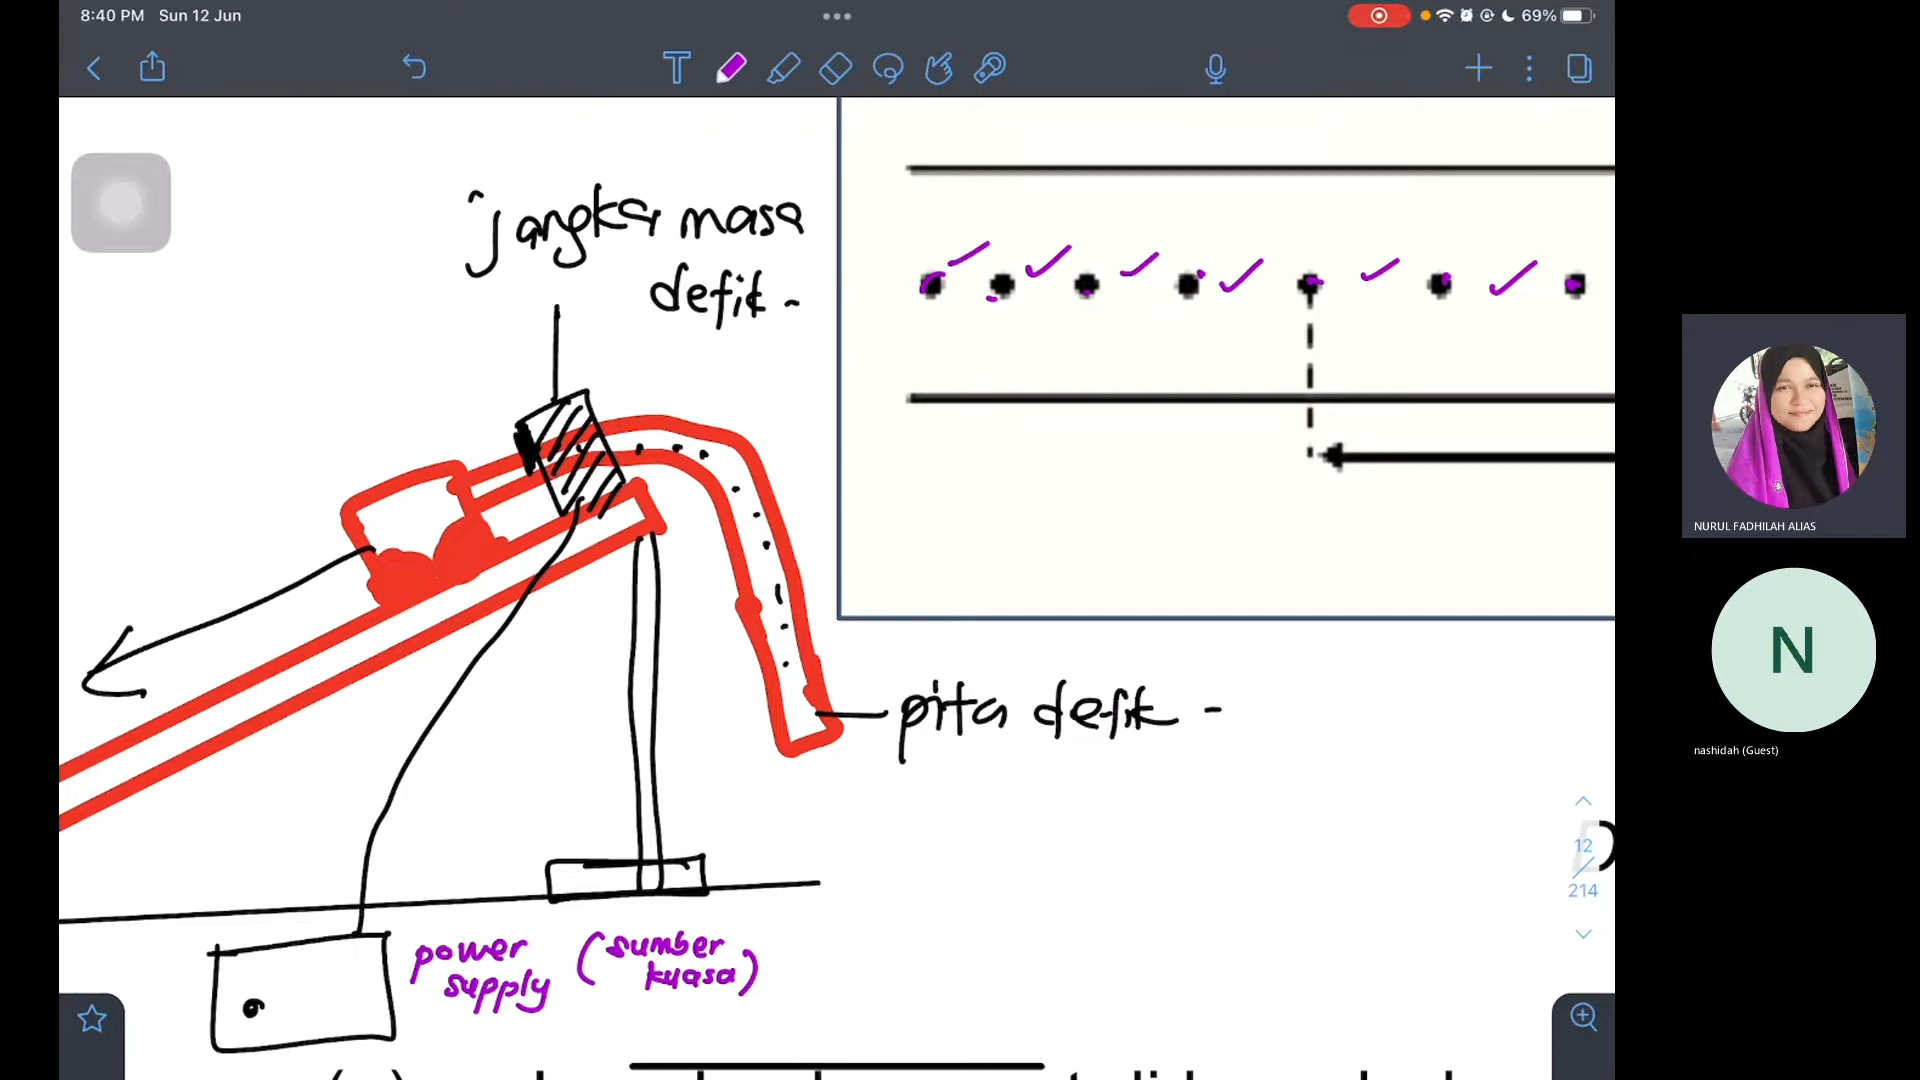 8:40 PM Sun 12 Jun
69%
jangka masa
detik -
pita detik -
power
supply
(sumber
kuasa)
12
214
NURUL FADHILAH ALIAS
N
nashidah (Guest)